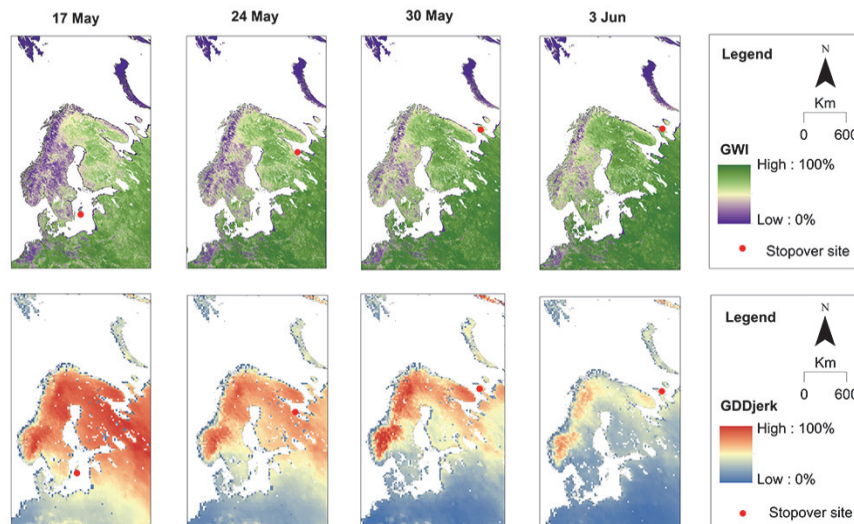 17 May
24 May
30 May
3 Jun
Legend
N
Km
0 600
GWI
High : 100%
Low : 0%
Stopover site
Legend
N
Km
0 600
GDDjerk
High : 100%
Low : 0%
Stopover site